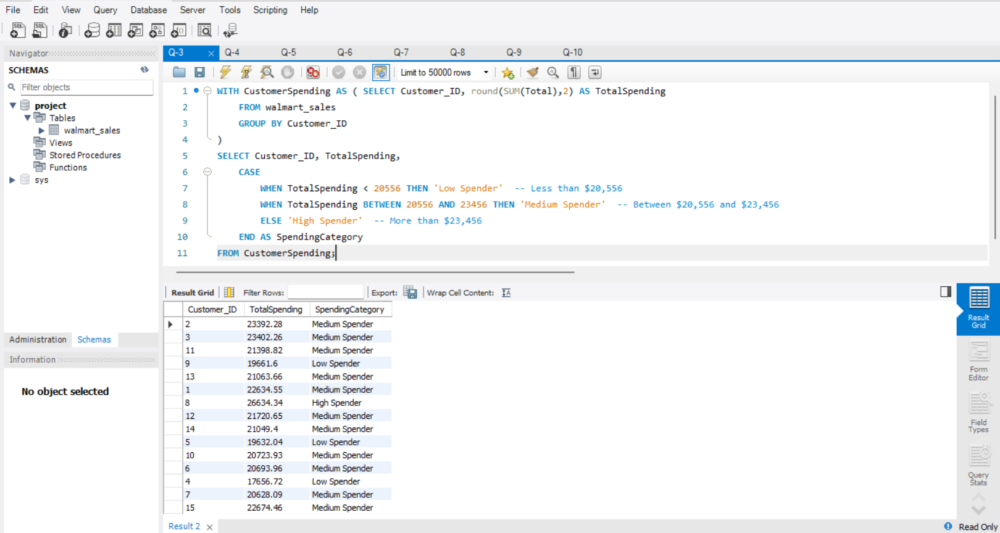 File Edit View Query Database Server Tools Scripting Help
SQL SQL
Navigator
SCHEMAS
Filter objects
project
Tables
walmart_sales
Views
Stored Procedures
Functions
sys
Administration Schemas
Information
No object selected
Q-3 Q-4 Q-5 Q-6 Q-7 Q-8 Q-9 Q-10
Limit to 50000 rows
1 WITH CustomerSpending AS ( SELECT Customer_ID, round(SUM(Total),2) AS TotalSpending
2 FROM walmart_sales
3 GROUP BY Customer_ID
4 )
5 SELECT Customer_ID, TotalSpending,
6 CASE
7 WHEN TotalSpending < 20556 THEN 'Low Spender' -- Less than $20,556
8 WHEN TotalSpending BETWEEN 20556 AND 23456 THEN 'Medium Spender' -- Between $20,556 and $23,456
9 ELSE 'High Spender' -- More than $23,456
10 END AS SpendingCategory
11 FROM CustomerSpending;
Result Grid Filter Rows: Export: Wrap Cell Content:
Customer_ID TotalSpending SpendingCategory
2 23392.28 Medium Spender
3 23402.26 Medium Spender
11 21398.82 Medium Spender
9 19661.6 Low Spender
13 21063.66 Medium Spender
1 22634.55 Medium Spender
8 26634.34 High Spender
12 21720.65 Medium Spender
14 21049.4 Medium Spender
5 19632.04 Low Spender
10 20723.93 Medium Spender
6 20693.96 Medium Spender
4 17656.72 Low Spender
7 20628.09 Medium Spender
15 22674.46 Medium Spender
Result
Grid
Form
Editor
Field
Types
Query
Stats
Result 2
Read Only